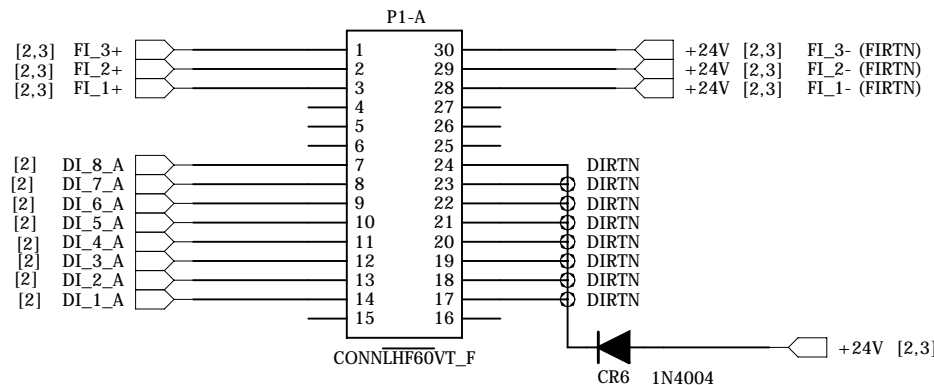 P1-A
[2,3] FI_3+ 1 30 +24V [2,3] FI_3- (FIRTN)
[2,3] FI_2+ 2 29 +24V [2,3] FI_2- (FIRTN)
[2,3] FI_1+ 3 28 +24V [2,3] FI_1- (FIRTN)
4 27
5 26
6 25
[2] DI_8_A 7 24 DIRTN
[2] DI_7_A 8 23 DIRTN
[2] DI_6_A 9 22 DIRTN
[2] DI_5_A 10 21 DIRTN
[2] DI_4_A 11 20 DIRTN
[2] DI_3_A 12 19 DIRTN
[2] DI_2_A 13 18 DIRTN
[2] DI_1_A 14 17 DIRTN
15 16
CONNLHF60VT_F
+24V [2,3]
CR6 1N4004